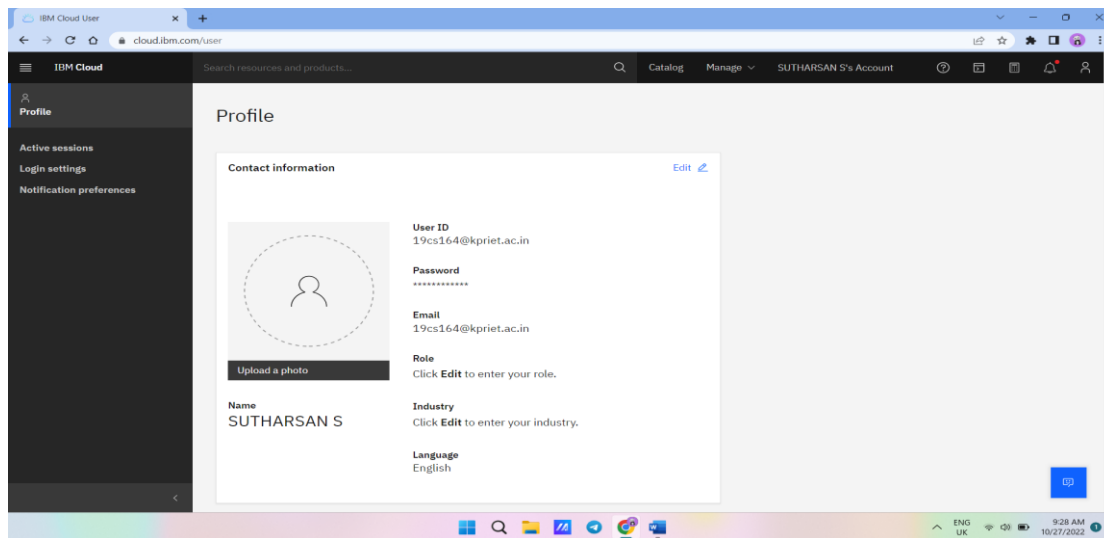 IBM Cloud User
cloud.ibm.com/user
IBM Cloud
Search resources and products...
Catalog
Manage
SUTHARSAN S's Account
Profile
Active sessions
Login settings
Notification preferences
Profile
Contact information
Edit
User ID
19cs164@kpriet.ac.in
Password
************
Email
19cs164@kpriet.ac.in
Role
Click Edit to enter your role.
Upload a photo
Name
SUTHARSAN S
Industry
Click Edit to enter your industry.
Language
English
ENG
UK
9:28 AM
10/27/2022
1